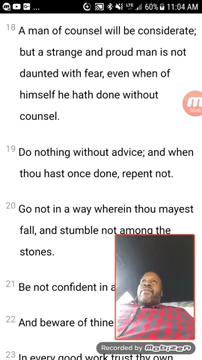 60% 11:04 AM
18 A man of counsel will be considerate;
but a strange and proud man is not
daunted with fear, even when of
himself he hath done without
counsel.
19 Do nothing without advice; and when
thou hast once done, repent not.
20 Go not in a way wherein thou mayest
fall, and stumble not among the
stones.
21 Be not confident in a
22 And beware of thine
23 In every good work trust thy own
Recorded by mobizen